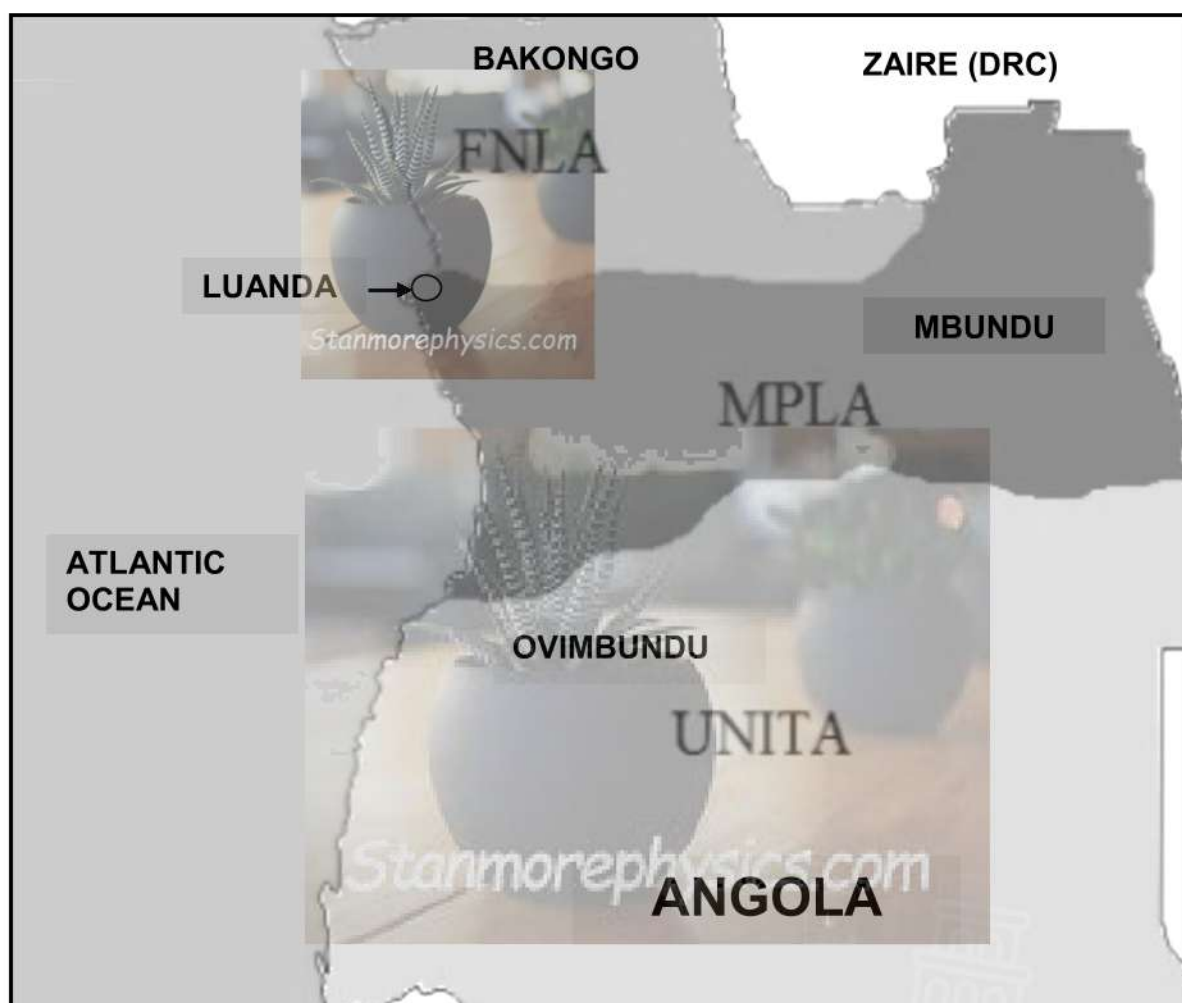 BAKONGO
ZAIRE (DRC)
FNLA
LUANDA
MBUNDU
Stanmorephysics.com
MPLA
ATLANTIC
OCEAN
OVIMBUNDU
UNITA
Stanmorephysics.com
ANGOLA